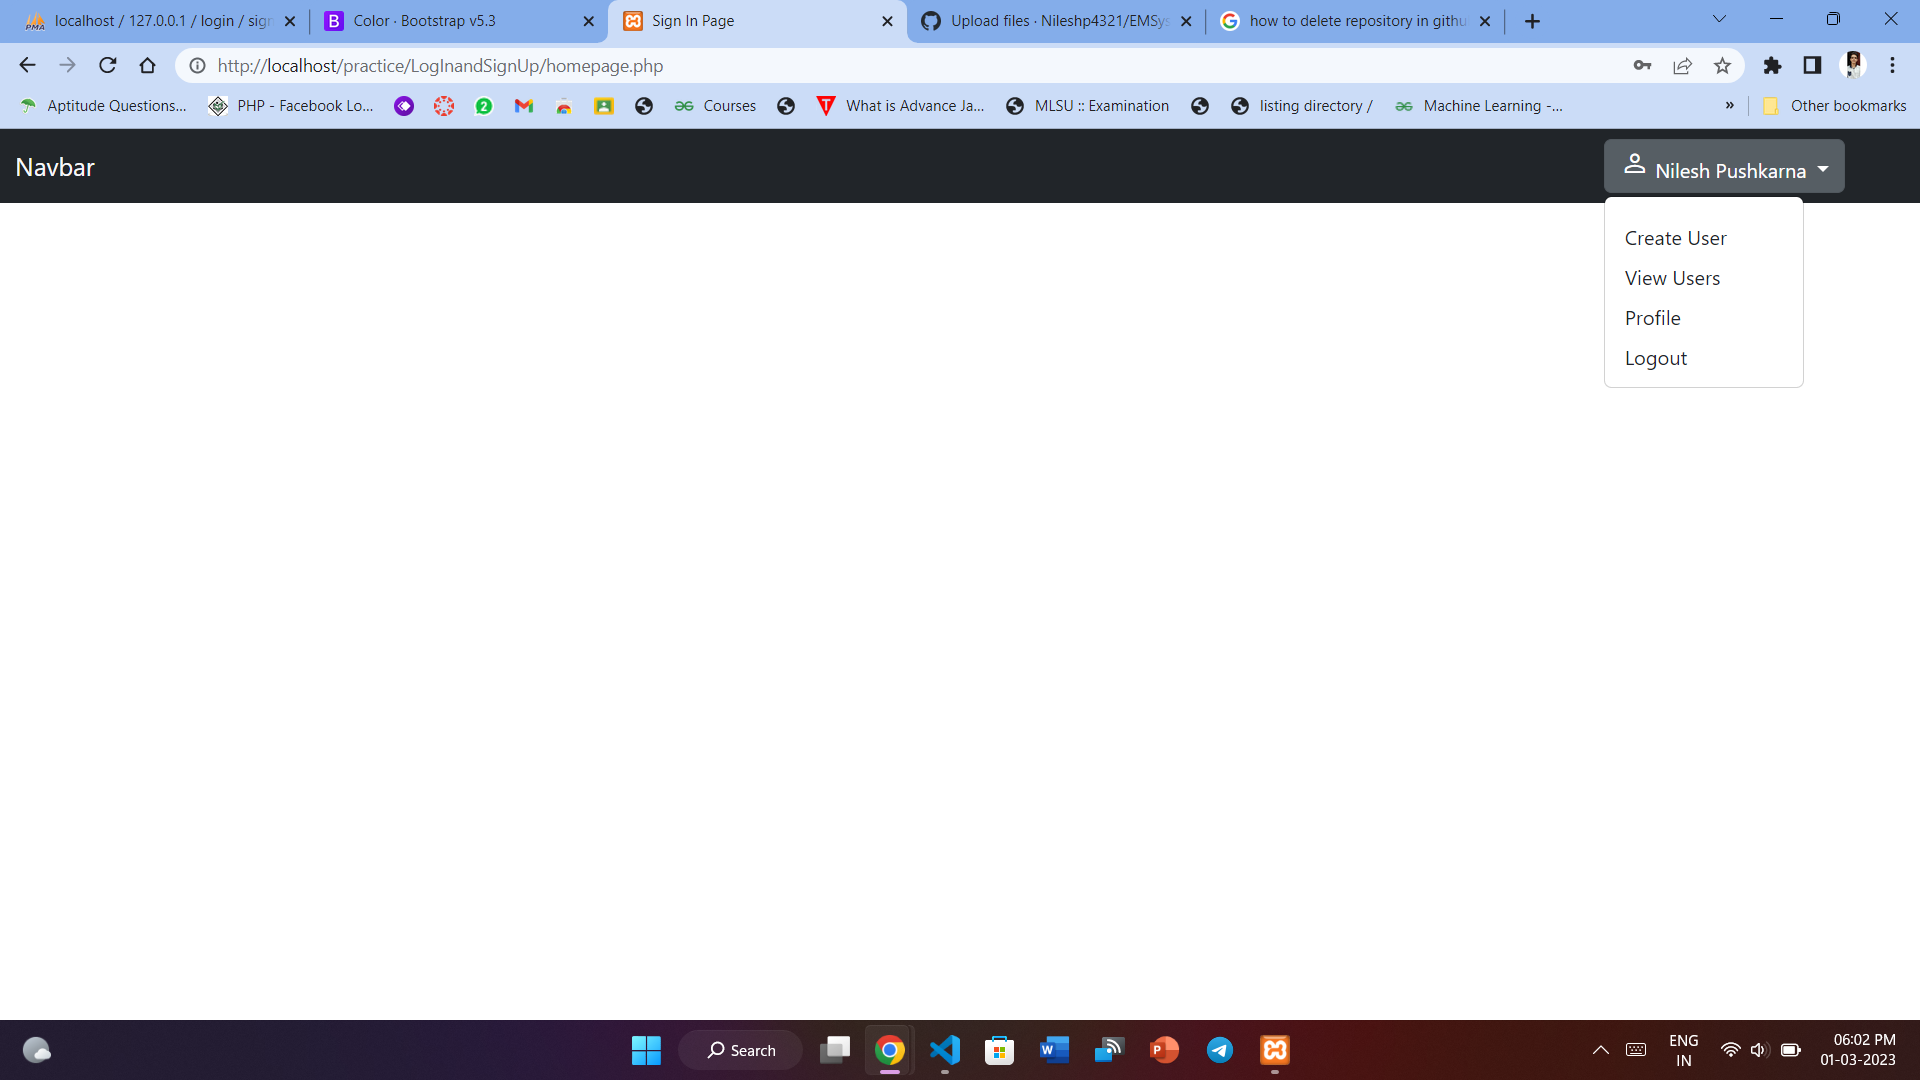 localhost / 127.0.0.1 / login / sign
Color · Bootstrap v5.3
Sign In Page
Upload files · Nileshp4321/EMSys
how to delete repository in githu
http://localhost/practice/LogInandSignUp/homepage.php
Aptitude Questions...
PHP - Facebook Lo...
2
Courses
What is Advance Ja...
MLSU :: Examination
listing directory /
Machine Learning -...
»
Other bookmarks
Navbar
Nilesh Pushkarna
Create User
View Users
Profile
Logout
Search
ENG
IN
06:02 PM
01-03-2023